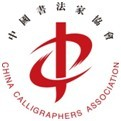 中國書法家協會
CHINA CALLIGRAPHERS ASSOCIATION